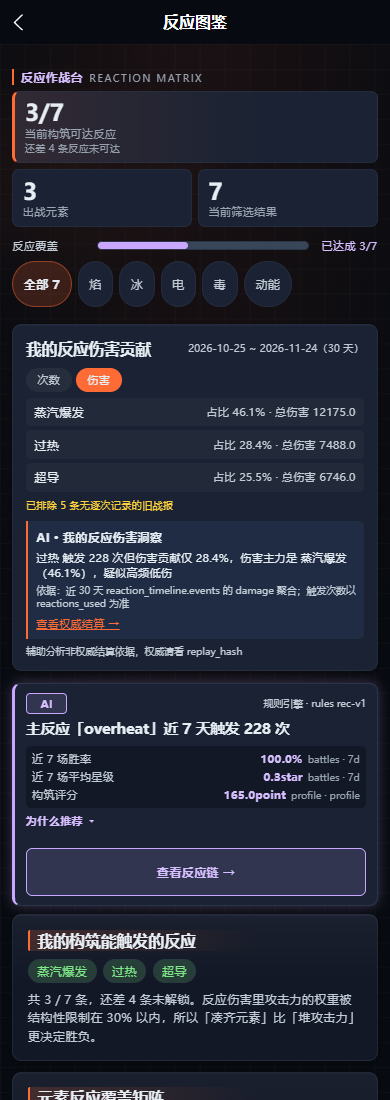 反应图鉴
反应作战台 REACTION MATRIX
3/7
当前构筑可达反应
还差 4 条反应未可达
3
出战元素
7
当前筛选结果
反应覆盖 已达成 3/7
全部 7 焰 冰 电 毒 动能
我的反应伤害贡献 2026-10-25 ~ 2026-11-24（30 天）
次数 伤害
蒸汽爆发 占比 46.1% · 总伤害 12175.0
过热 占比 28.4% · 总伤害 7488.0
超导 占比 25.5% · 总伤害 6746.0
已排除 5 条无逐次记录的旧战报
AI • 我的反应伤害洞察
过热 触发 228 次但伤害贡献仅 28.4%，伤害主力是 蒸汽爆发
（46.1%），疑似高频低伤
依据：近 30 天 reaction_timeline.events 的 damage 聚合；触发次数以
reactions_used 为准
查看权威结算 →
辅助分析非权威结算依据，权威请看 replay_hash
AI 规则引擎 · rules rec-v1
主反应「overheat」近 7 天触发 228 次
近 7 场胜率 100.0% battles · 7d
近 7 场平均星级 0.3star battles · 7d
构筑评分 165.0point profile · profile
为什么推荐
查看反应链 →
我的构筑能触发的反应
蒸汽爆发 过热 超导
共 3 / 7 条，还差 4 条未解锁。反应伤害里攻击力的权重被
结构性限制在 30% 以内，所以「凑齐元素」比「堆攻击力」
更决定胜负。
元素反应覆盖矩阵